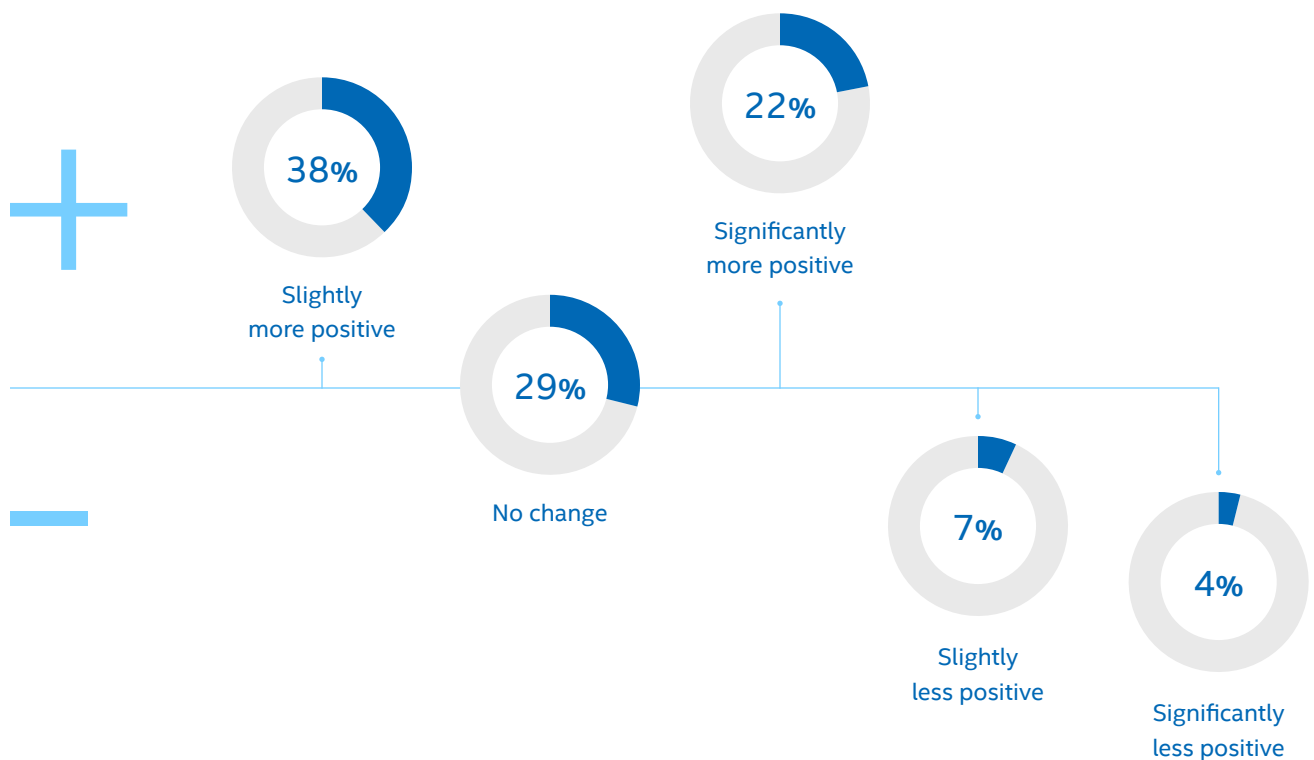 38%
Slightly
more positive
29%
No change
22%
Significantly
more positive
7%
Slightly
less positive
4%
Significantly
less positive